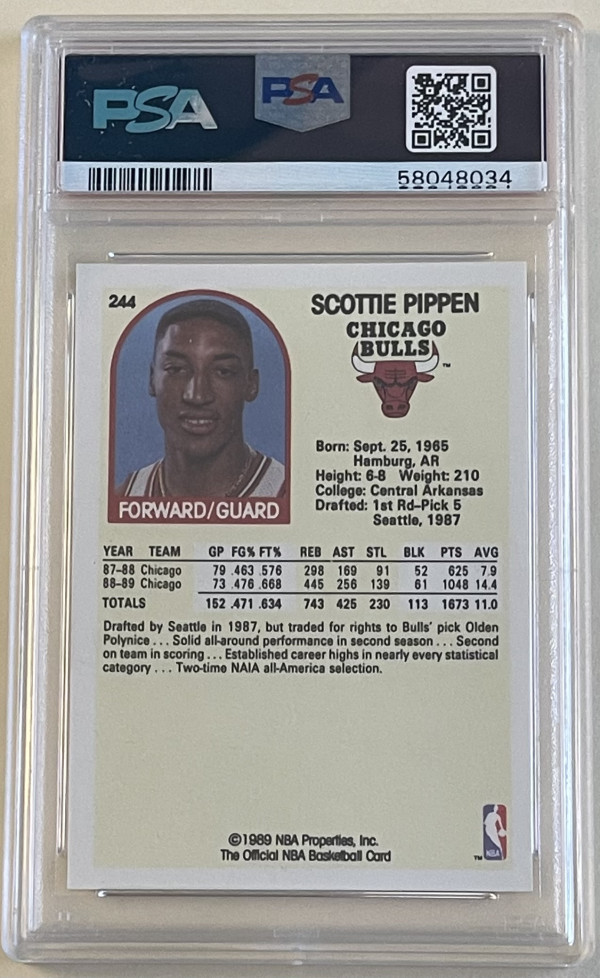 PSA
PSA
58048034
244
SCOTTIE PIPPEN
CHICAGO
BULLS
™
Born: Sept. 25, 1965
Hamburg, AR
Height: 6-8 Weight: 210
College: Central Arkansas
Drafted: 1st Rd–Pick 5
Seattle, 1987
FORWARD/GUARD
YEAR TEAM GP FG% FT% REB AST STL BLK PTS AVG
87–88 Chicago 79 .463 .576 298 169 91 52 625 7.9
88–89 Chicago 73 .476 .668 445 256 139 61 1048 14.4
TOTALS 152 .471 .634 743 425 230 113 1673 11.0
Drafted by Seattle in 1987, but traded for rights to Bulls' pick Olden
Polynice . . . Solid all-around performance in second season . . . Second
on team in scoring . . . Established career highs in nearly every statistical
category . . . Two-time NAIA all-America selection.
©1989 NBA Properties, Inc.
The Official NBA Basketball Card
™ NBA